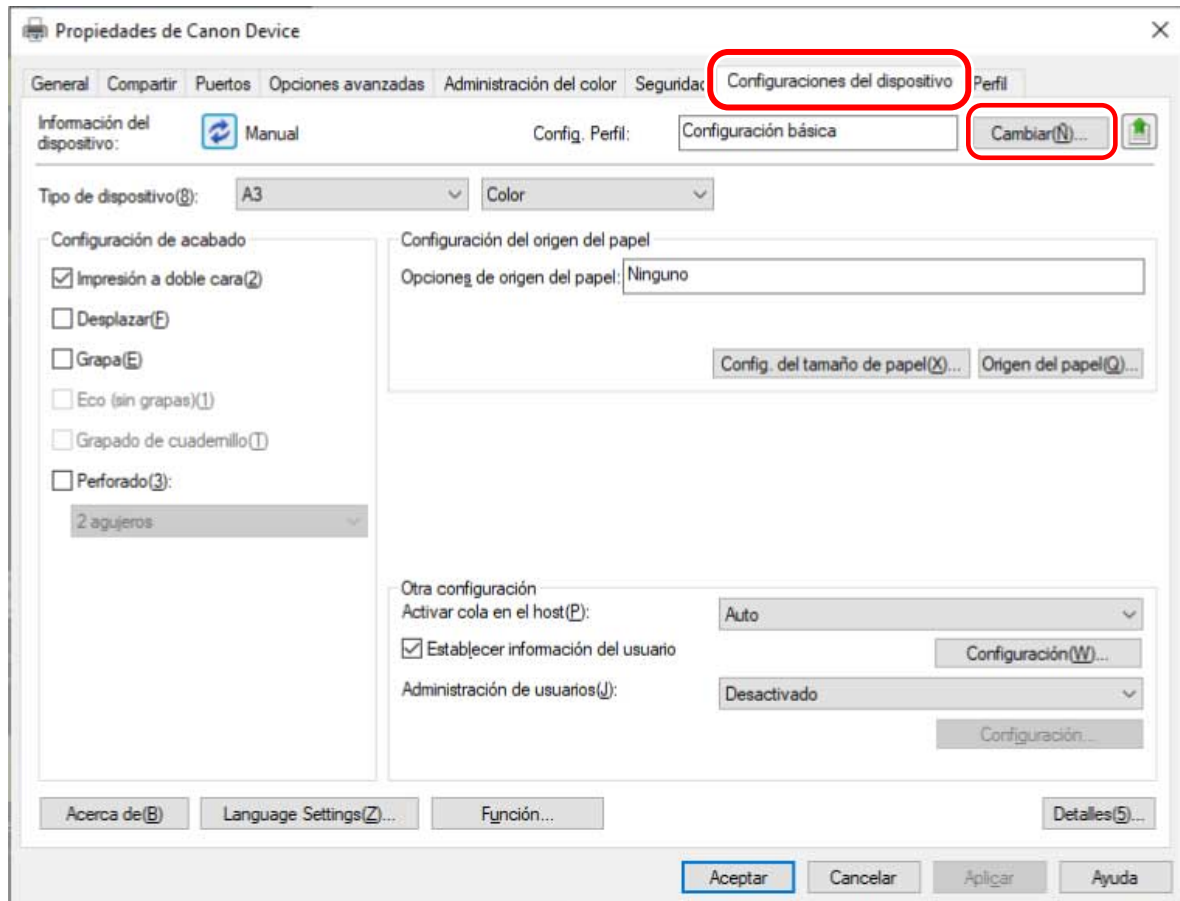 Propiedades de Canon Device
General Compartir Puertos Opciones avanzadas Administración del color Seguridad Configuraciones del dispositivo Perfil
Información del
dispositivo:
Manual
Config. Perfil:
Configuración básica
Cambiar(Ñ)...
Tipo de dispositivo(8):
A3
Color
Configuración de acabado
Impresión a doble cara(2)
Desplazar(F)
Grapa(E)
Eco (sin grapas)(1)
Grapado de cuadernillo(T)
Perforado(3):
2 agujeros
Configuración del origen del papel
Opciones de origen del papel: Ninguno
Config. del tamaño de papel(X)... Origen del papel(Q)...
Otra configuración
Activar cola en el host(P):
Auto
Establecer información del usuario
Configuración(W)...
Administración de usuarios(J):
Desactivado
Configuración...
Acerca de(B) Language Settings(Z)... Función... Detalles(5)...
Aceptar Cancelar Aplicar Ayuda